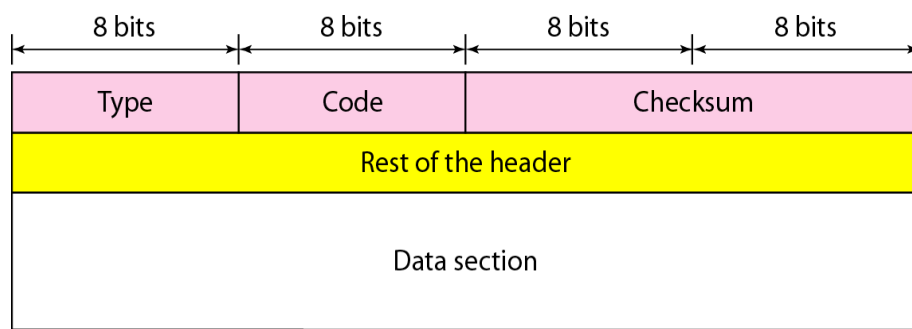 8 bits 8 bits 8 bits 8 bits
Type Code Checksum
Rest of the header
Data section